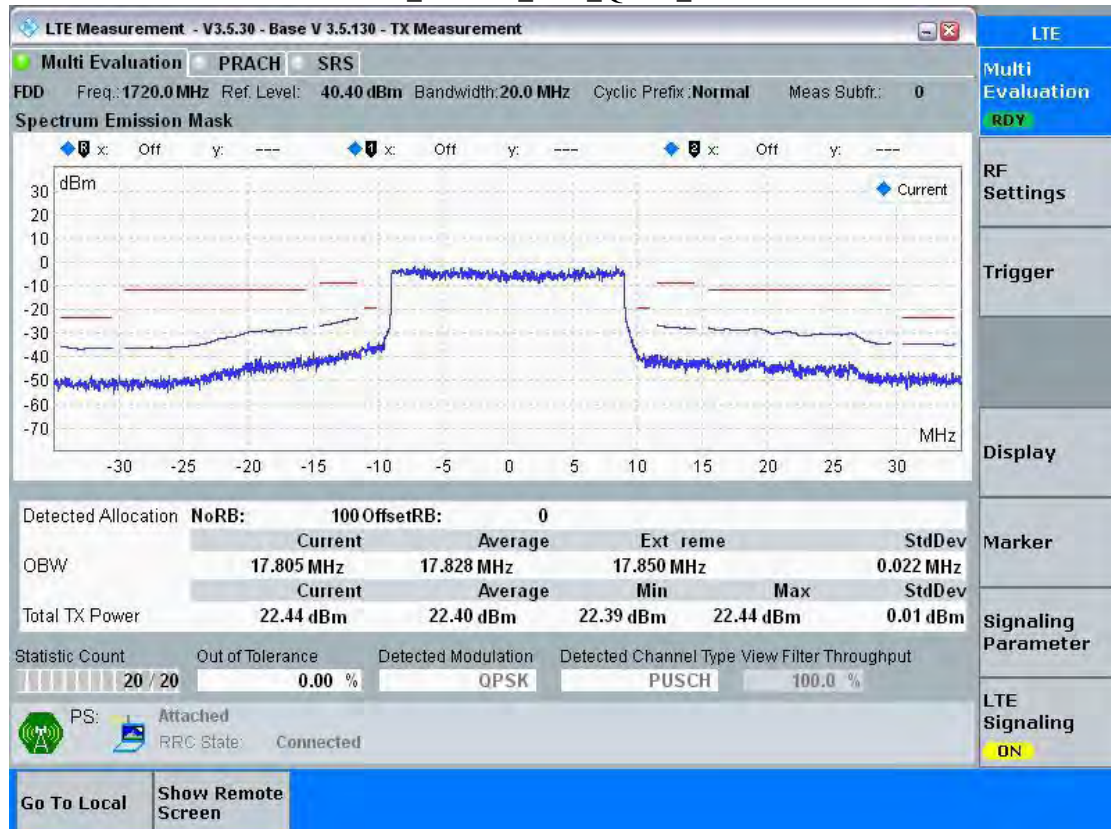 LTE Measurement - V3.5.30 - Base V 3.5.130 - TX Measurement
LTE
Multi Evaluation PRACH SRS
FDD Freq.: 1720.0 MHz Ref. Level: 40.40 dBm Bandwidth: 20.0 MHz Cyclic Prefix : Normal Meas Subfr.: 0
Spectrum Emission Mask
R x: Off y: --- 1 x: Off y: --- 2 x: Off y: ---
dBm
Current
30
20
10
0
-10
-20
-30
-40
-50
-60
-70
MHz
-30 -25 -20 -15 -10 -5 0 5 10 15 20 25 30
Detected Allocation NoRB: 100 OffsetRB: 0
Current Average Ext reme StdDev
OBW 17.805 MHz 17.828 MHz 17.850 MHz 0.022 MHz
Current Average Min Max StdDev
Total TX Power 22.44 dBm 22.40 dBm 22.39 dBm 22.44 dBm 0.01 dBm
Statistic Count Out of Tolerance Detected Modulation Detected Channel Type View Filter Throughput
20 / 20 0.00 % QPSK PUSCH 100.0 %
PS: Attached
RRC State: Connected
Go To Local
Show Remote
Screen
Multi
Evaluation
RDY
RF
Settings
Trigger
Display
Marker
Signaling
Parameter
LTE
Signaling
ON